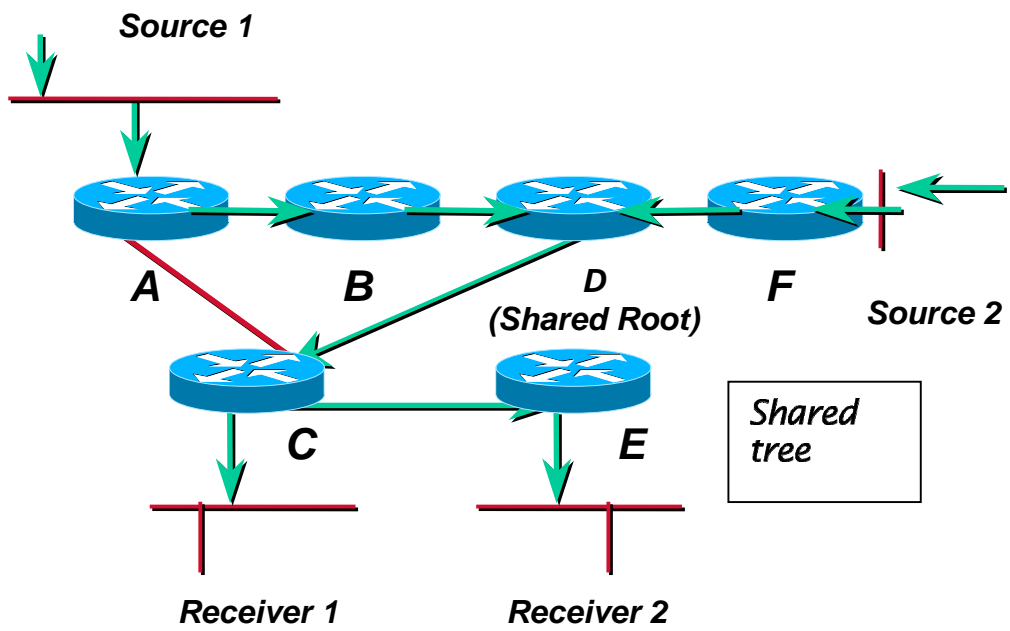 Source 1
A
B
D
(Shared Root)
F
Source 2
C
E
Shared
tree
Receiver 1
Receiver 2